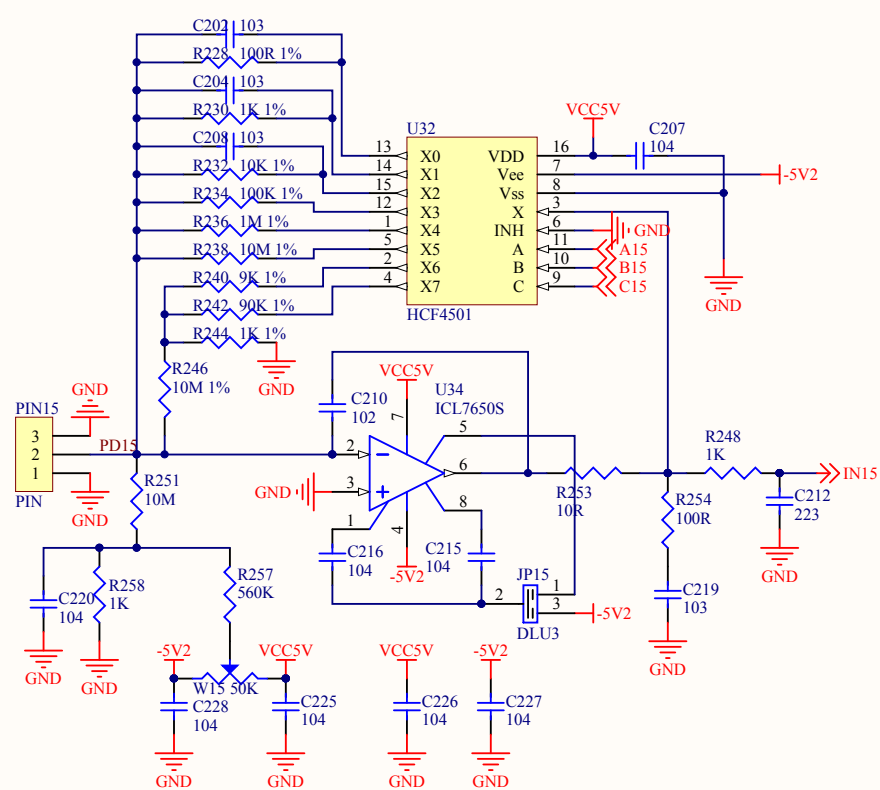 C202 103
R228 100R 1%
C204 103
R230 1K 1%
C208 103
R232 10K 1%
R234 100K 1%
R236 1M 1%
R238 10M 1%
R240 9K 1%
R242 90K 1%
R244 1K 1%
GND
R246
10M 1%
U32
13 X0 VDD 16
14 X1 Vee 7
15 X2 Vss 8
12 X3 X 3
1 X4 INH 6
5 X5 A 11
2 X6 B 10
4 X7 C 9
HCF4501
VCC5V
C207
104
-5V2
GND
A15
B15
C15
GND
PIN15
3
2
1
PIN
GND
PD15
GND
R251
10M
C210
102
VCC5V
7
U34
ICL7650S
2
3
GND
5
6
8
1
4
-5V2
C216
104
C215
104
R253
10R
R248
1K
IN15
R254
100R
C212
223
GND
C219
103
GND
JP15
2
1
3
-5V2
DLU3
C220
104
GND
R258
1K
GND
R257
560K
-5V2
VCC5V
W15 50K
C228
104
GND
C225
104
GND
VCC5V
C226
104
GND
-5V2
C227
104
GND